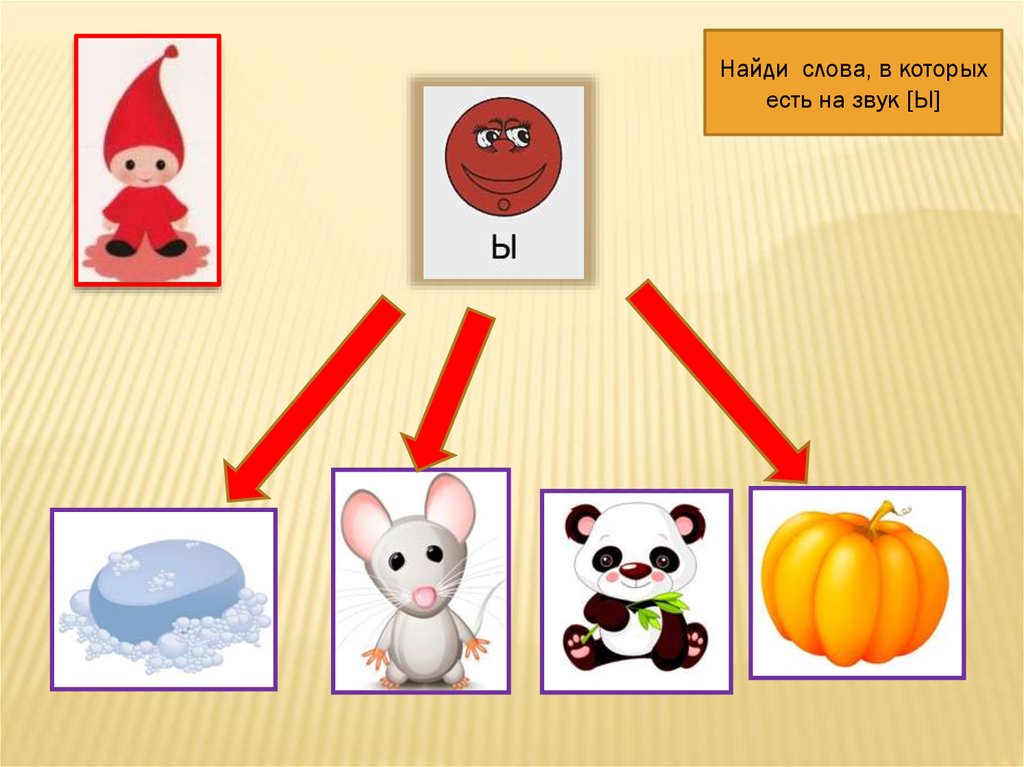 Найди слова, в которых
есть на звук [Ы]
Ы